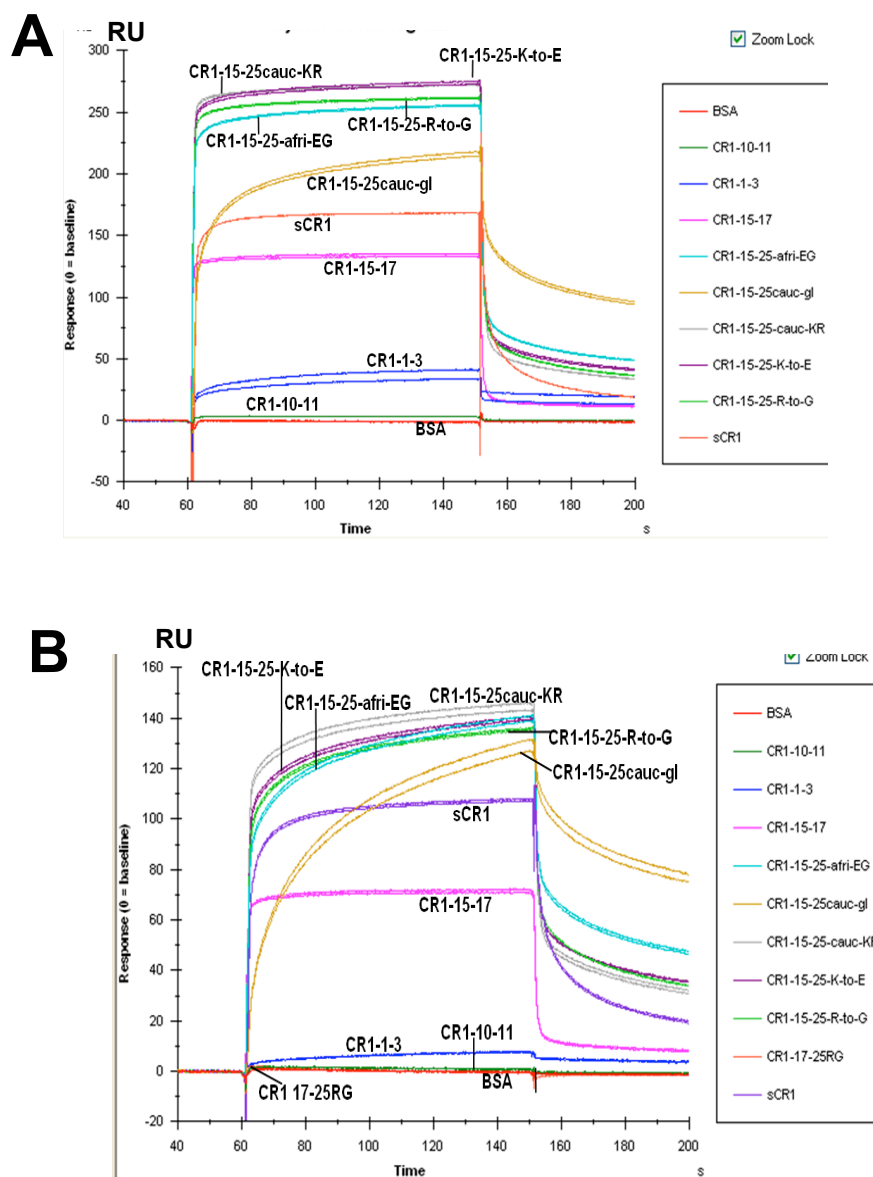 A RU
Zoom Lock
300
250
200
150
100
50
0
-50
Response (0 = baseline)
CR1-15-25-K-to-E
CR1-15-25cauc-KR
CR1-15-25-R-to-G
CR1-15-25-afri-EG
CR1-15-25cauc-gl
sCR1
CR1-15-17
CR1-1-3
CR1-10-11
BSA
40 60 80 100 120 140 160 180 200
Time s
BSA
CR1-10-11
CR1-1-3
CR1-15-17
CR1-15-25-afri-EG
CR1-15-25cauc-gl
CR1-15-25-cauc-KR
CR1-15-25-K-to-E
CR1-15-25-R-to-G
sCR1
B RU
Zoom Lock
160
140
120
100
80
60
40
20
0
-20
Response (0 = baseline)
CR1-15-25-K-to-E
CR1-15-25-afri-EG
CR1-15-25cauc-KR
CR1-15-25-R-to-G
CR1-15-25cauc-gl
sCR1
CR1-15-17
CR1-1-3
CR1-10-11
CR1 17-25RG
BSA
40 60 80 100 120 140 160 180 200
Time s
BSA
CR1-10-11
CR1-1-3
CR1-15-17
CR1-15-25-afri-EG
CR1-15-25cauc-gl
CR1-15-25-cauc-KR
CR1-15-25-K-to-E
CR1-15-25-R-to-G
CR1-17-25RG
sCR1